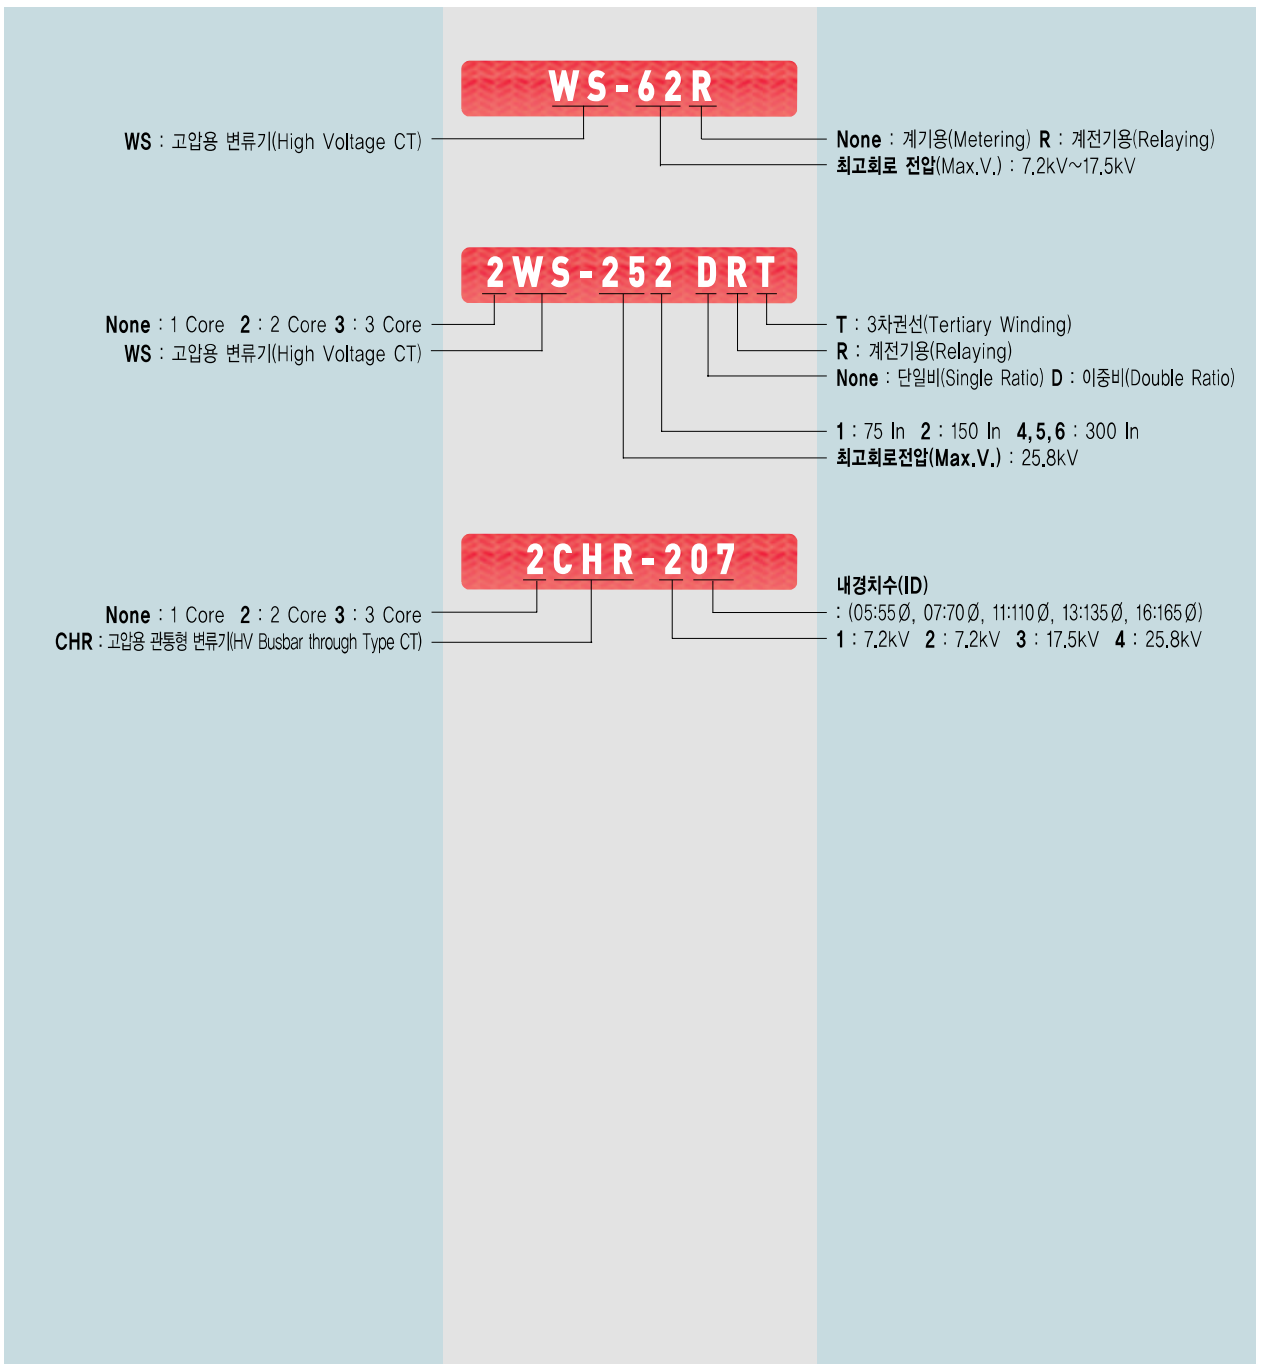 WS-62R
WS : 고압용 변류기(High Voltage CT)
None : 계기용(Metering) R : 계전기용(Relaying)
최고회로 전압(Max.V.) : 7.2kV~17.5kV
2WS-252 DRT
None : 1 Core 2 : 2 Core 3 : 3 Core
WS : 고압용 변류기(High Voltage CT)
T : 3차권선(Tertiary Winding)
R : 계전기용(Relaying)
None : 단일비(Single Ratio) D : 이중비(Double Ratio)
1 : 75 In 2 : 150 In 4,5,6 : 300 In
최고회로전압(Max.V.) : 25.8kV
2CHR-207
None : 1 Core 2 : 2 Core 3 : 3 Core
CHR : 고압용 관통형 변류기(HV Busbar through Type CT)
내경치수(ID)
: (05:55Ø, 07:70Ø, 11:110Ø, 13:135Ø, 16:165Ø)
1 : 7.2kV 2 : 7.2kV 3 : 17.5kV 4 : 25.8kV